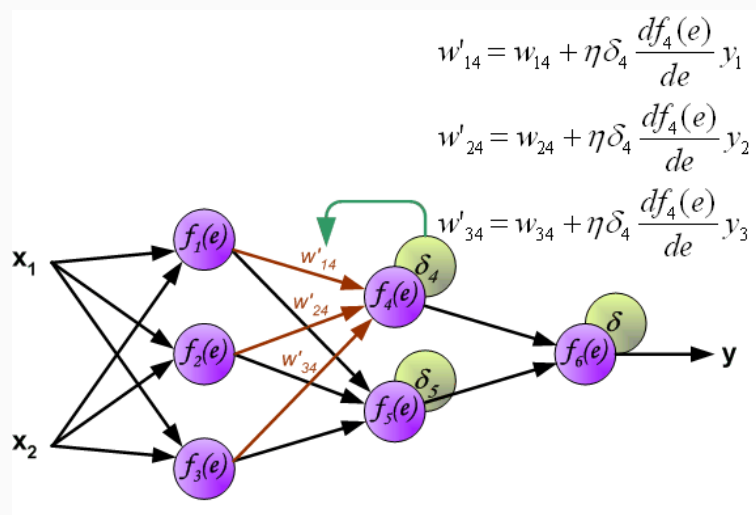 w'₁₄ = w₁₄ + ηδ₄ df₄(e)/de y₁
w'₂₄ = w₂₄ + ηδ₄ df₄(e)/de y₂
w'₃₄ = w₃₄ + ηδ₄ df₄(e)/de y₃
x₁
x₂
f₁(e)
f₂(e)
f₃(e)
w'₁₄
w'₂₄
w'₃₄
δ₄
f₄(e)
δ₅
f₅(e)
δ
f₆(e)
y